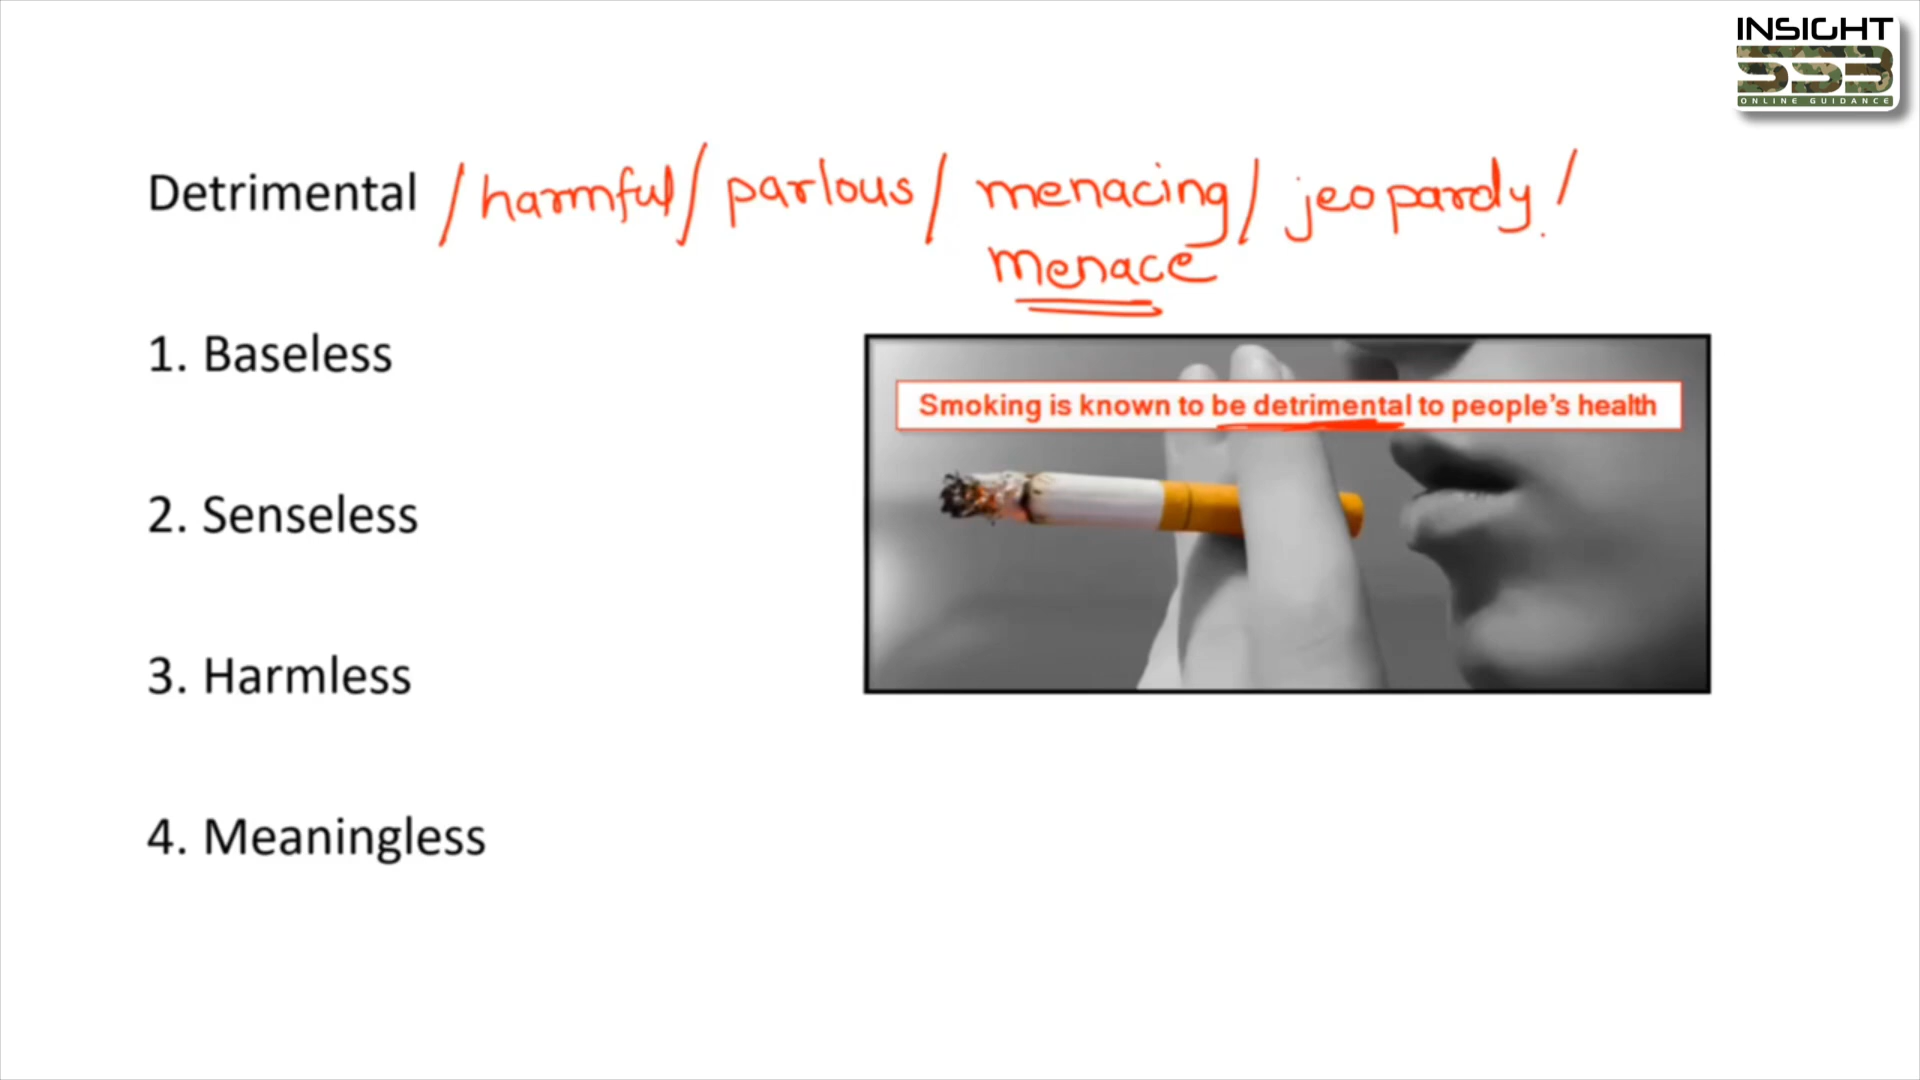 INSIGHT
SSB
ONLINE GUIDANCE
Detrimental / harmful / parlous / menacing / jeopardy /
menace
1. Baseless
Smoking is known to be detrimental to people's health
2. Senseless
3. Harmless
4. Meaningless